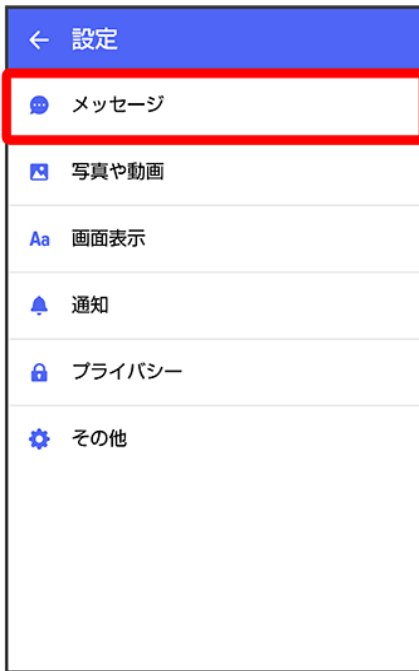 設定
メッセージ
写真や動画
Aa 画面表示
通知
プライバシー
その他